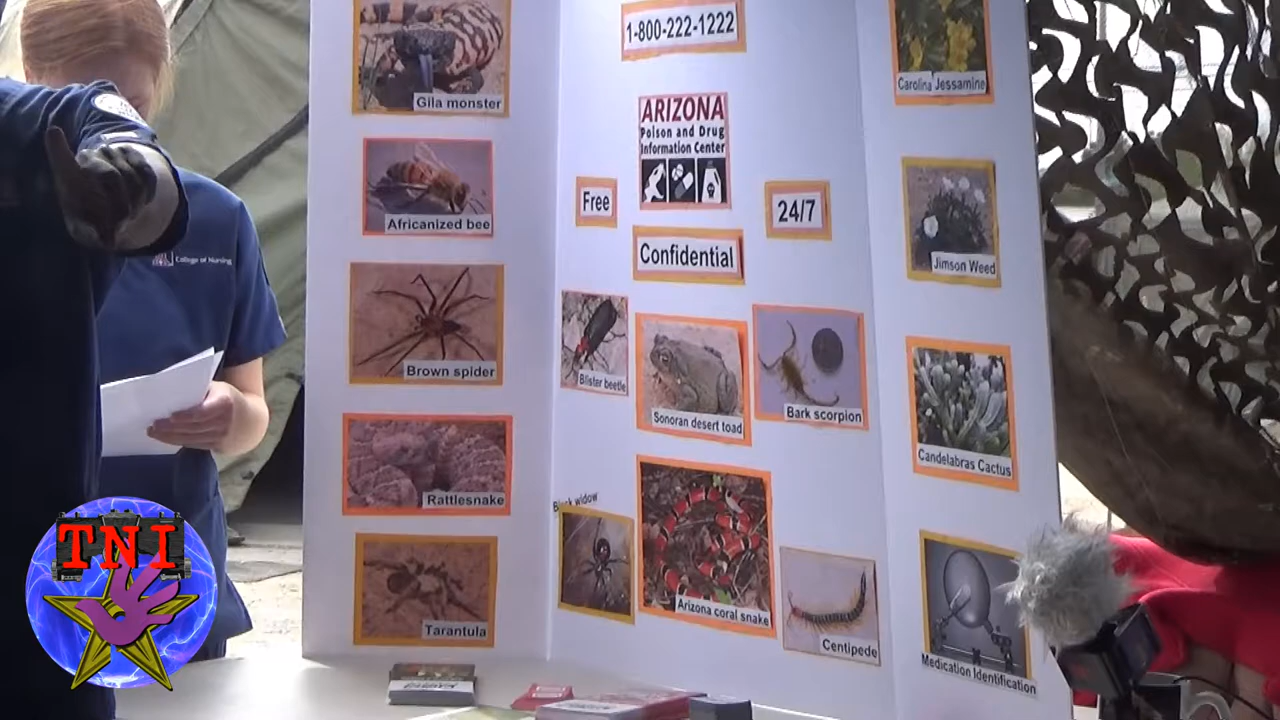 Gila monster
Africanized bee
Brown spider
Rattlesnake
Tarantula
1-800-222-1222
ARIZONA
Poison and Drug
Information Center
Free
24/7
Confidential
Blister beetle
Sonoran desert toad
Bark scorpion
Black widow
Arizona coral snake
Centipede
Carolina Jessamine
Jimson Weed
Candelabras Cactus
Medication Identification
College of Nursing
TNI